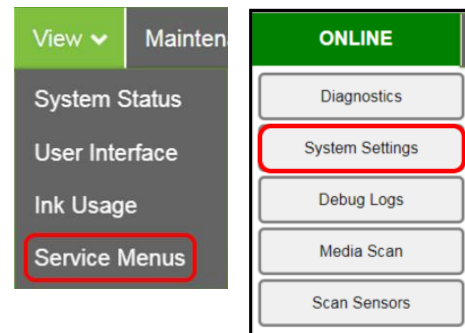 View
System Status
User Interface
Ink Usage
Service Menus
ONLINE
Diagnostics
System Settings
Debug Logs
Media Scan
Scan Sensors